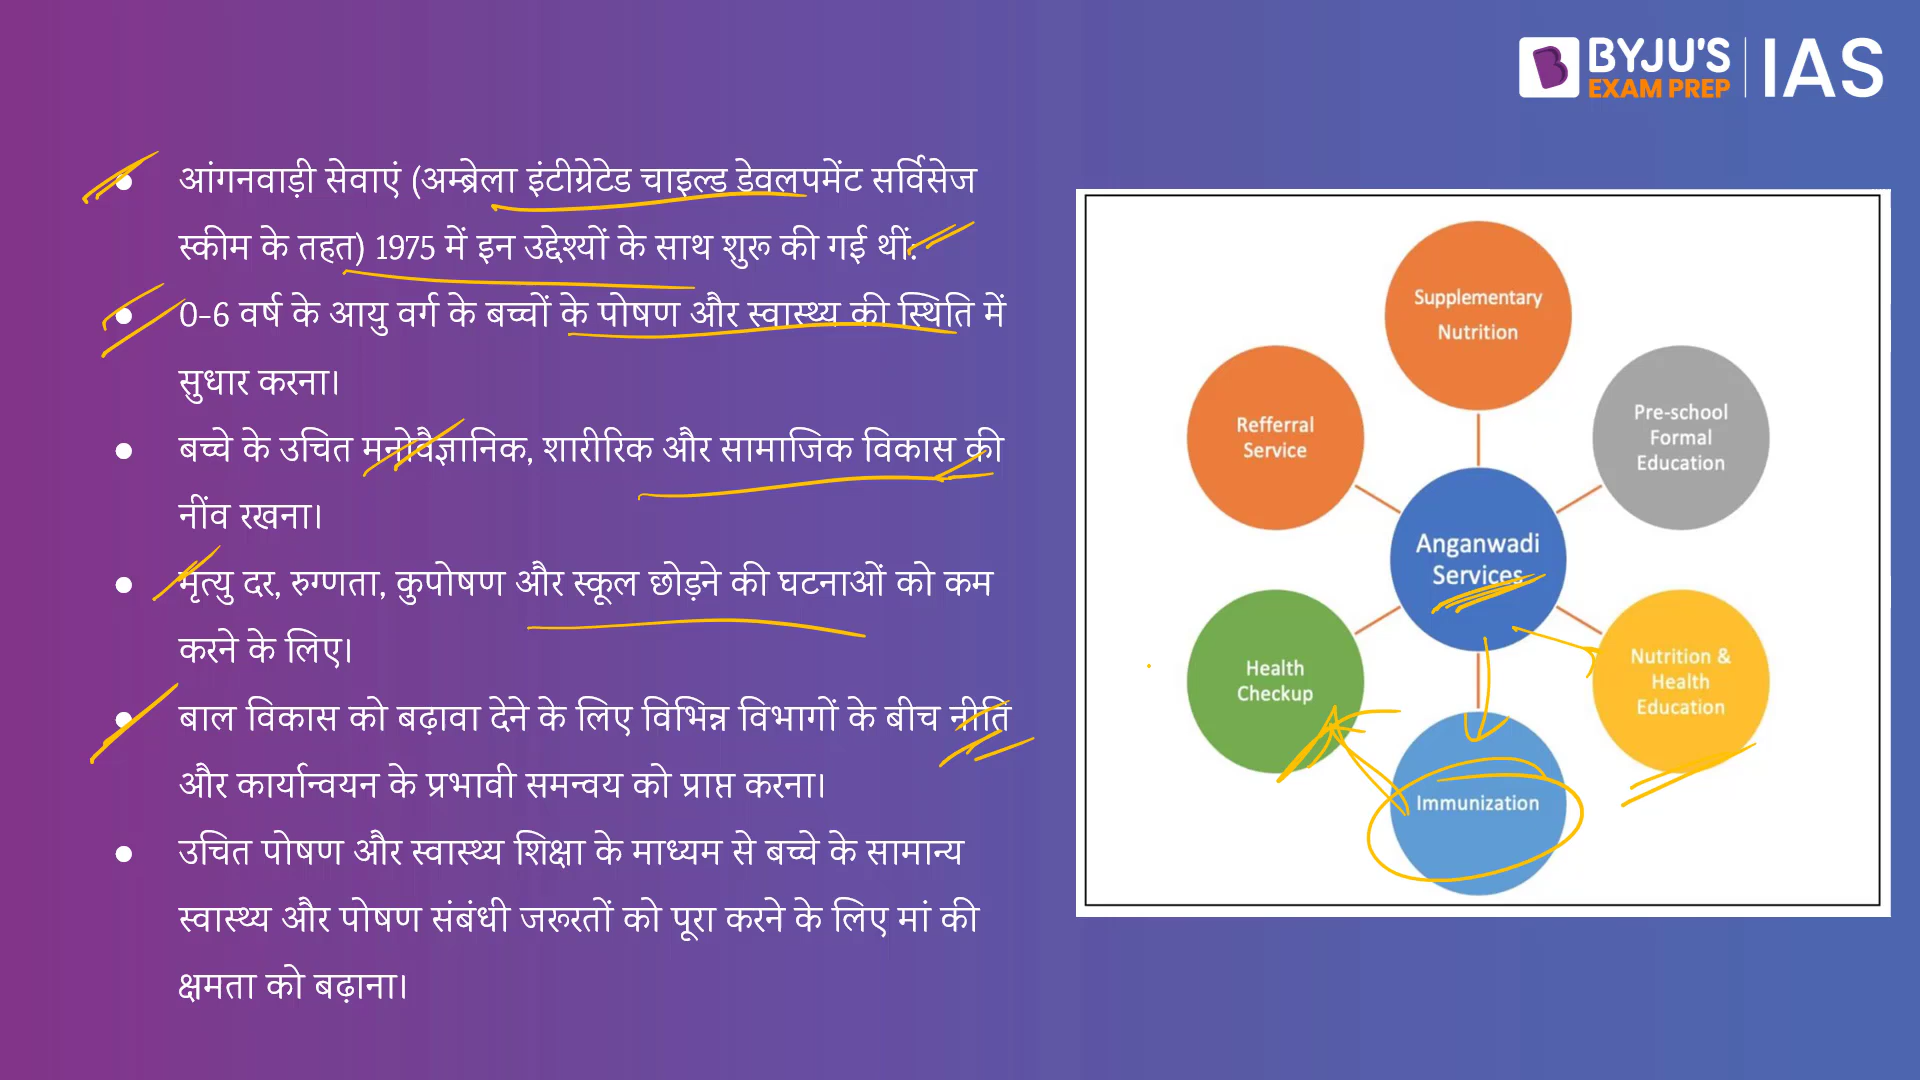 BYJU'S
EXAM PREP
IAS
आंगनवाड़ी सेवाएं (अम्ब्रेला इंटीग्रेटेड चाइल्ड डेवलपमेंट सर्विसेज
स्कीम के तहत) 1975 में इन उद्देश्यों के साथ शुरू की गई थीं:
0-6 वर्ष के आयु वर्ग के बच्चों के पोषण और स्वास्थ्य की स्थिति में
सुधार करना।
बच्चे के उचित मनोवैज्ञानिक, शारीरिक और सामाजिक विकास की
नींव रखना।
मृत्यु दर, रुग्णता, कुपोषण और स्कूल छोड़ने की घटनाओं को कम
करने के लिए।
बाल विकास को बढ़ावा देने के लिए विभिन्न विभागों के बीच नीति
और कार्यान्वयन के प्रभावी समन्वय को प्राप्त करना।
उचित पोषण और स्वास्थ्य शिक्षा के माध्यम से बच्चे के सामान्य
स्वास्थ्य और पोषण संबंधी जरूरतों को पूरा करने के लिए मां की
क्षमता को बढ़ाना।
Supplementary
Nutrition
Refferral
Service
Pre-school
Formal
Education
Anganwadi
Services
Health
Checkup
Nutrition &
Health
Education
Immunization